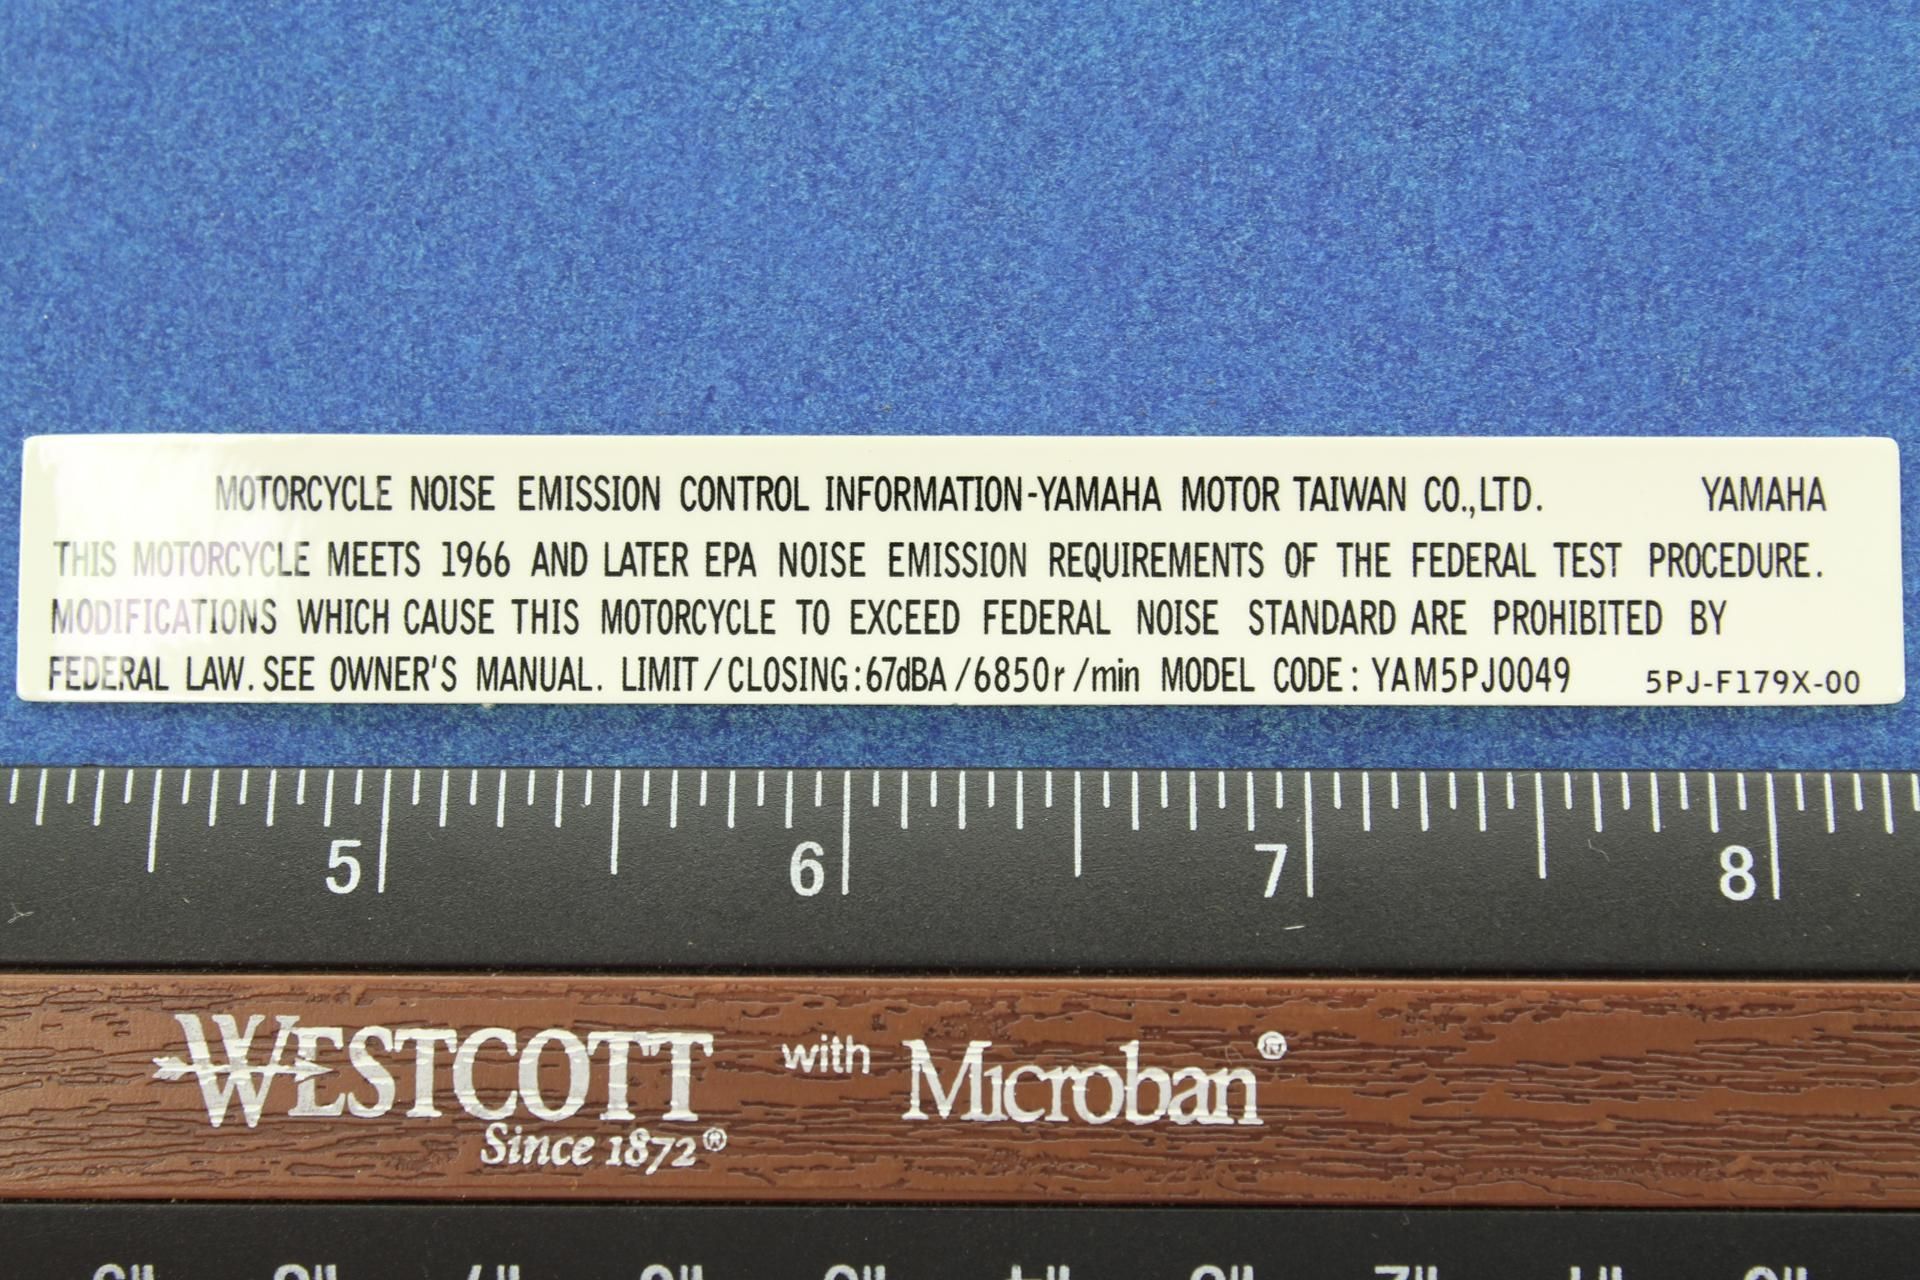 MOTORCYCLE NOISE EMISSION CONTROL INFORMATION-YAMAHA MOTOR TAIWAN CO.,LTD. YAMAHA
THIS MOTORCYCLE MEETS 1966 AND LATER EPA NOISE EMISSION REQUIREMENTS OF THE FEDERAL TEST PROCEDURE.
MODIFICATIONS WHICH CAUSE THIS MOTORCYCLE TO EXCEED FEDERAL NOISE STANDARD ARE PROHIBITED BY
FEDERAL LAW. SEE OWNER'S MANUAL. LIMIT/CLOSING:67dBA/6850r/min MODEL CODE: YAM5PJ0049 5PJ-F179X-00
5 6 7 8
WESTCOTT with Microban®
Since 1872®